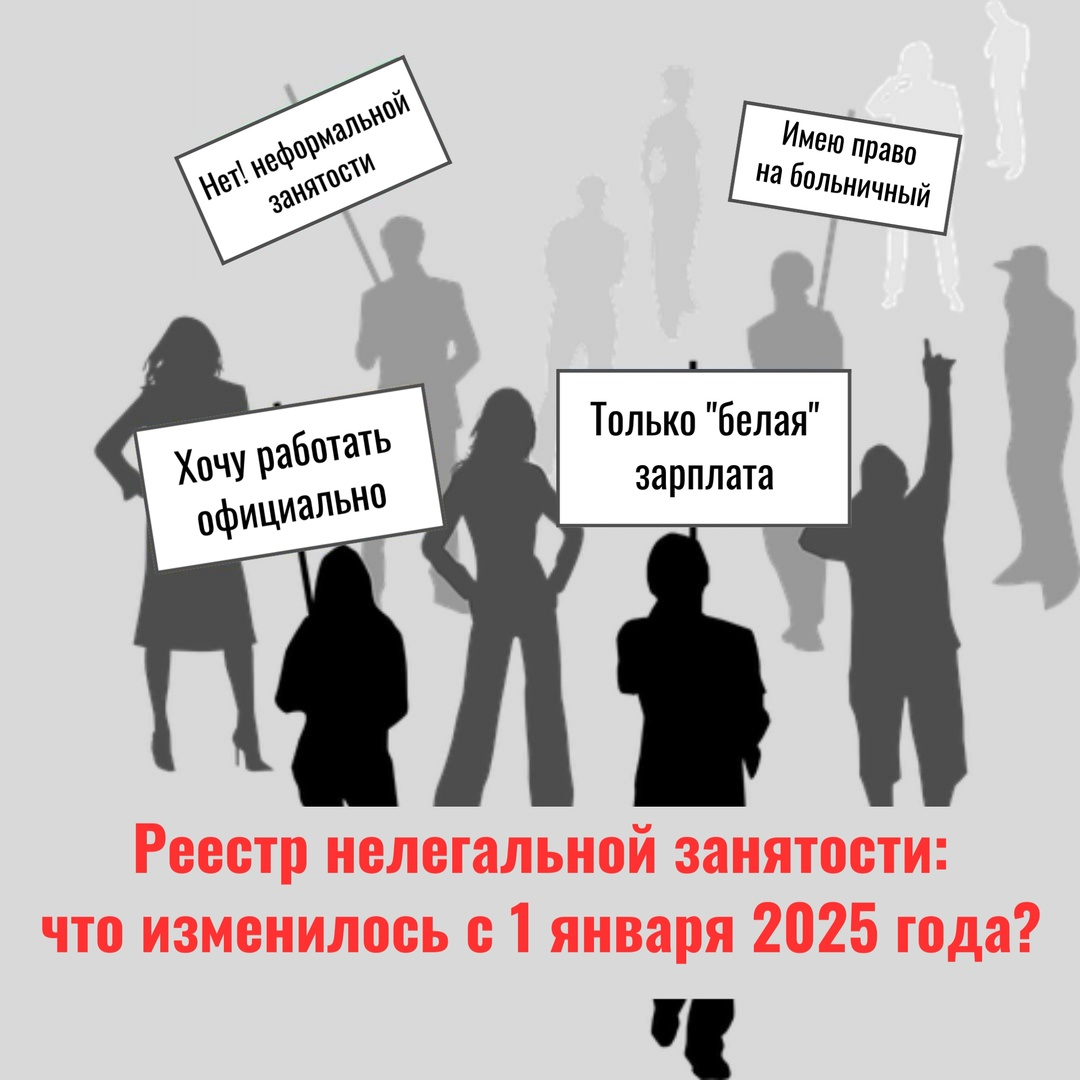 Нет! неформальной
занятости
Имею право
на больничный
Хочу работать
официально
Только "белая"
зарплата
Реестр нелегальной занятости:
что изменилось с 1 января 2025 года?